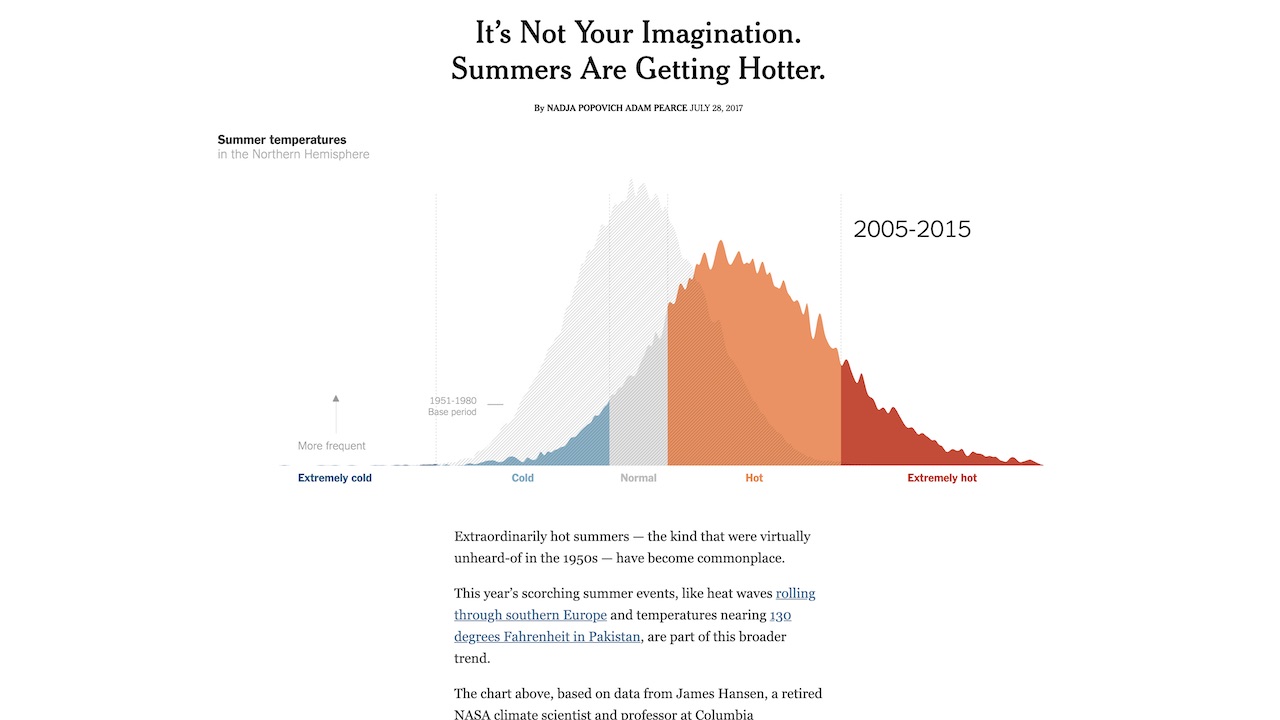 It’s Not Your Imagination.
Summers Are Getting Hotter.
By NADJA POPOVICH ADAM PEARCE JULY 28, 2017
Summer temperatures
in the Northern Hemisphere
2005-2015
1951-1980
Base period
More frequent
Extremely cold
Cold
Normal
Hot
Extremely hot
Extraordinarily hot summers — the kind that were virtually
unheard-of in the 1950s — have become commonplace.
This year’s scorching summer events, like heat waves rolling
through southern Europe and temperatures nearing 130
degrees Fahrenheit in Pakistan, are part of this broader
trend.
The chart above, based on data from James Hansen, a retired
NASA climate scientist and professor at Columbia